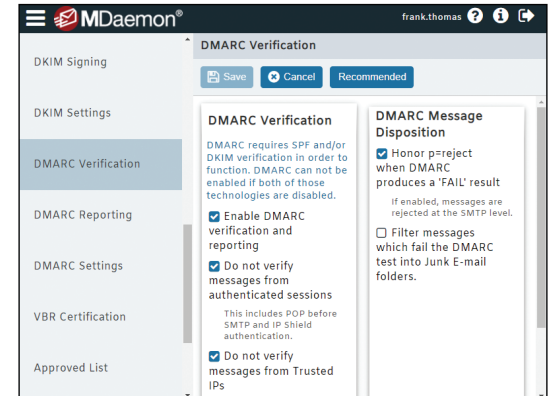 MDaemon®
frank.thomas ? i
DKIM Signing
DKIM Settings
DMARC Verification
DMARC Reporting
DMARC Settings
VBR Certification
Approved List
DMARC Verification
Save
Cancel
Recommended
DMARC Verification
DMARC requires SPF and/or
DKIM verification in order to
function. DMARC can not be
enabled if both of those
technologies are disabled.
Enable DMARC
verification and
reporting
Do not verify
messages from
authenticated sessions
This includes POP before
SMTP and IP Shield
authentication.
Do not verify
messages from Trusted
IPs
DMARC Message
Disposition
Honor p=reject
when DMARC
produces a 'FAIL' result
If enabled, messages are
rejected at the SMTP level.
Filter messages
which fail the DMARC
test into Junk E-mail
folders.